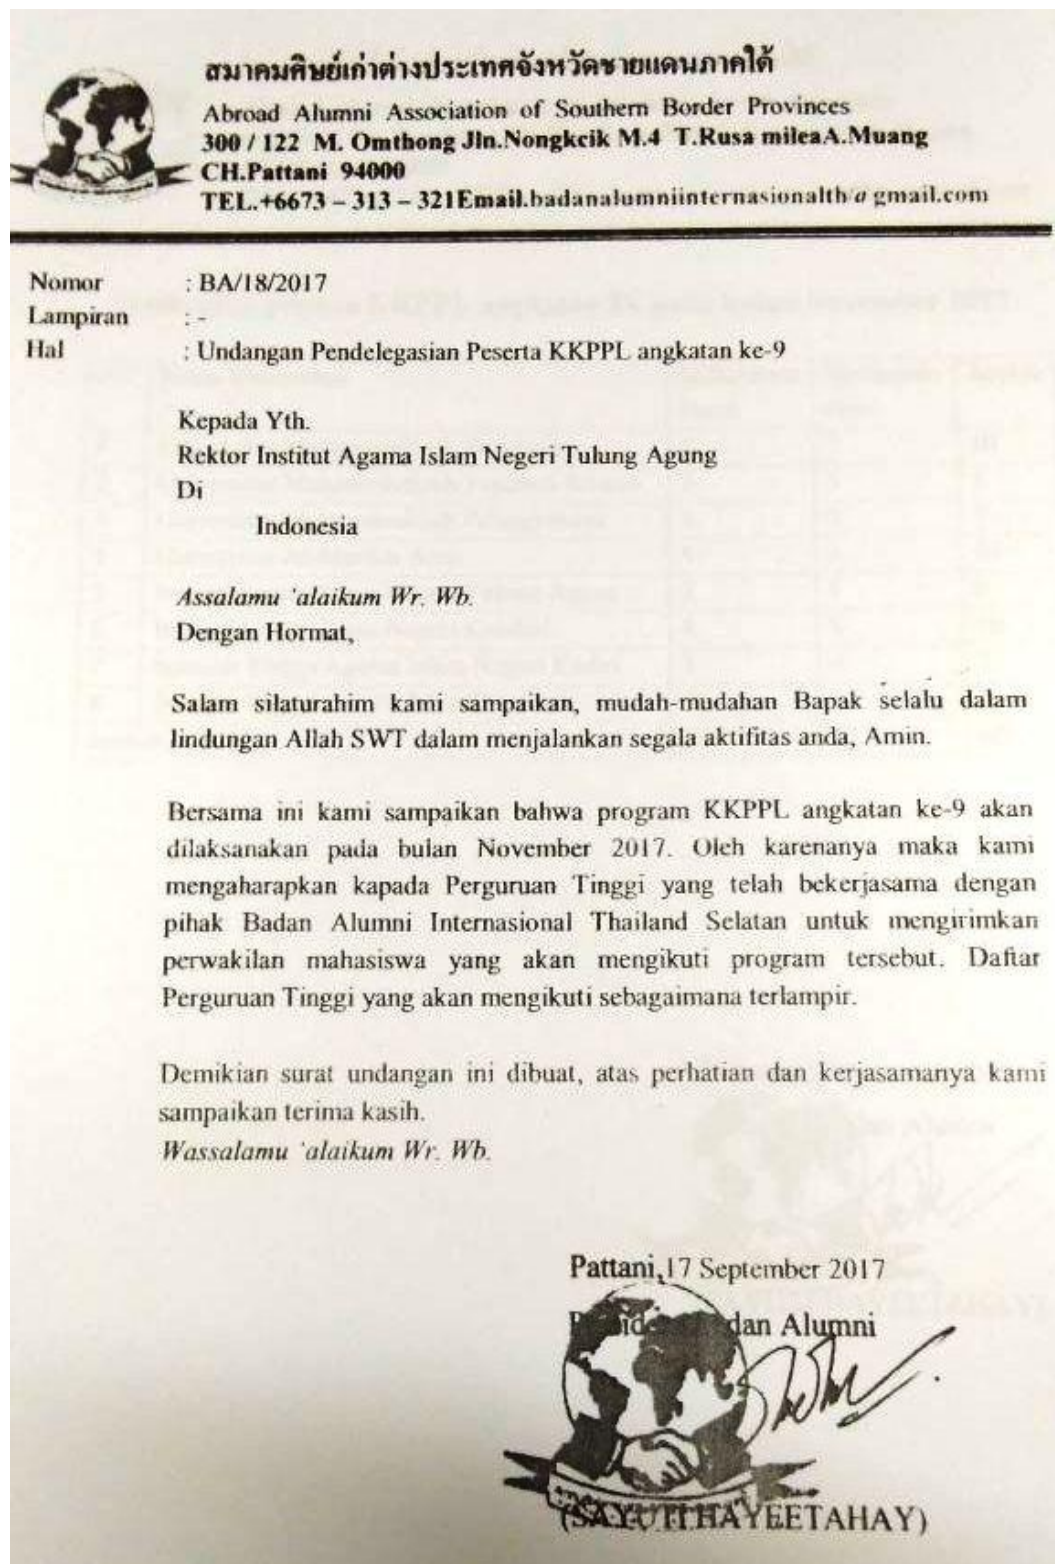 สมาคมศิษย์เก่าต่างประเทศจังหวัดชายแดนภาคใต้
Abroad Alumni Association of Southern Border Provinces
300 / 122 M. Omthong Jln.Nongkcik M.4 T.Rusa mileaA.Muang
CH.Pattani 94000
TEL.+6673 – 313 – 321Email.badanalumniinternasionalth@gmail.com
Nomor : BA/18/2017
Lampiran : -
Hal : Undangan Pendelegasian Peserta KKPPL angkatan ke-9
Kepada Yth.
Rektor Institut Agama Islam Negeri Tulung Agung
Di
Indonesia
Assalamu 'alaikum Wr. Wb.
Dengan Hormat,
Salam silaturahim kami sampaikan, mudah-mudahan Bapak selalu dalam
lindungan Allah SWT dalam menjalankan segala aktifitas anda, Amin.
Bersama ini kami sampaikan bahwa program KKPPL angkatan ke-9 akan
dilaksanakan pada bulan November 2017. Oleh karenanya maka kami
mengaharapkan kapada Perguruan Tinggi yang telah bekerjasama dengan
pihak Badan Alumni Internasional Thailand Selatan untuk mengirimkan
perwakilan mahasiswa yang akan mengikuti program tersebut. Daftar
Perguruan Tinggi yang akan mengikuti sebagaimana terlampir.
Demikian surat undangan ini dibuat, atas perhatian dan kerjasamanya kami
sampaikan terima kasih.
Wassalamu 'alaikum Wr. Wb.
Pattani,17 September 2017
Alumni
(SAYUTI HAYEETAHAY)